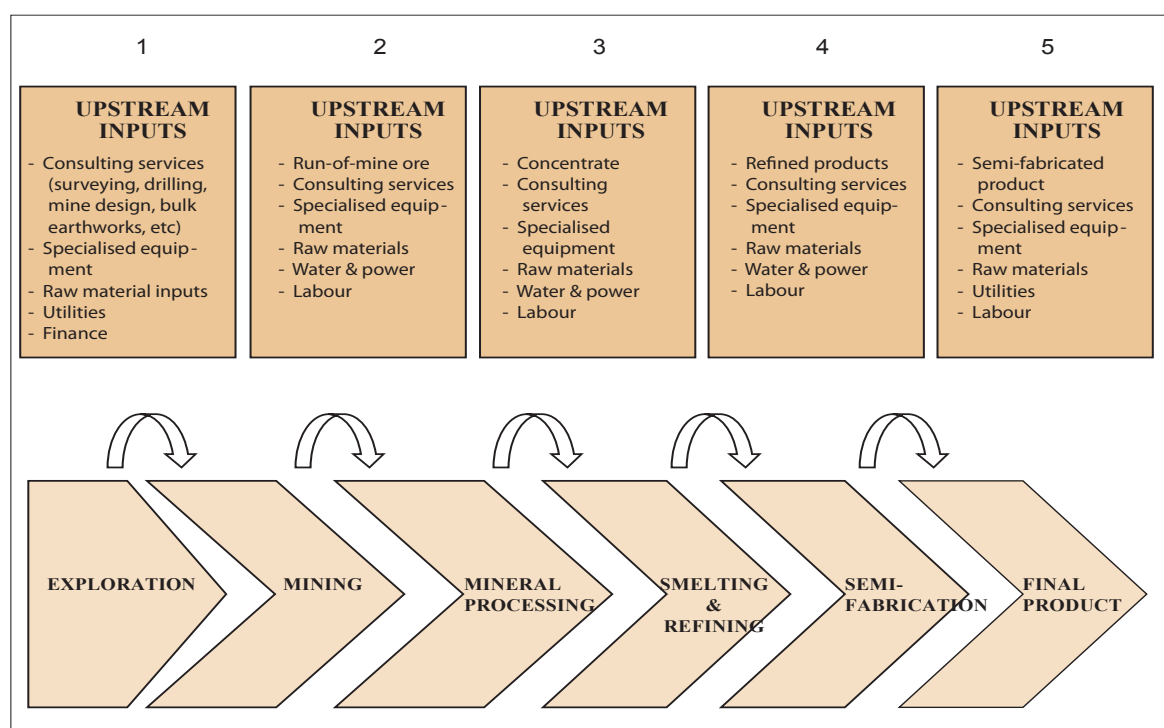 1
2
3
4
5
UPSTREAM
INPUTS
- Consulting services
(surveying, drilling,
mine design, bulk
earthworks, etc)
- Specialised equip-
ment
- Raw material inputs
- Utilities
- Finance
UPSTREAM
INPUTS
- Run-of-mine ore
- Consulting services
- Specialised equip-
ment
- Raw materials
- Water & power
- Labour
UPSTREAM
INPUTS
- Concentrate
- Consulting
services
- Specialised
equipment
- Raw materials
- Water & power
- Labour
UPSTREAM
INPUTS
- Refined products
- Consulting services
- Specialised equip-
ment
- Raw materials
- Water & power
- Labour
UPSTREAM
INPUTS
- Semi-fabricated
product
- Consulting services
- Specialised equip-
ment
- Raw materials
- Utilities
- Labour
EXPLORATION
MINING
MINERAL
PROCESSING
SMELTING
&
REFINING
SEMI-
FABRICATION
FINAL
PRODUCT